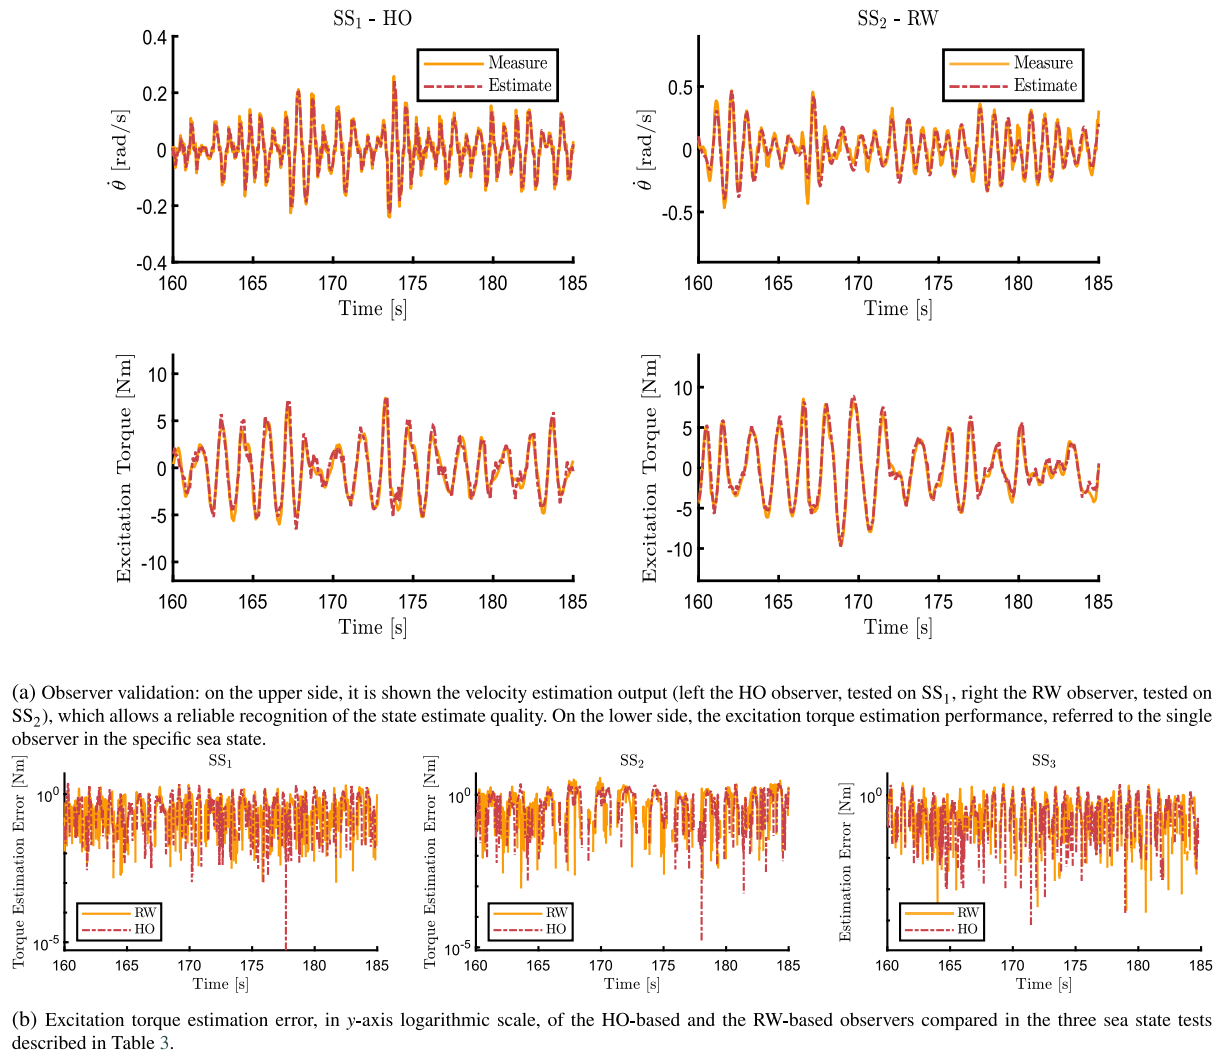 SS₁ - HO
0.4
0.2
0
-0.2
-0.4
θ̇ [rad/s]
Measure
Estimate
160
165
170
175
180
185
Time [s]
SS₂ - RW
0.5
0
-0.5
θ̇ [rad/s]
Measure
Estimate
160
165
170
175
180
185
Time [s]
10
5
0
-5
-10
Excitation Torque [Nm]
160
165
170
175
180
185
Time [s]
10
5
0
-5
-10
Excitation Torque [Nm]
160
165
170
175
180
185
Time [s]
(a) Observer validation: on the upper side, it is shown the velocity estimation output (left the HO observer, tested on SS₁, right the RW observer, tested on
SS₂), which allows a reliable recognition of the state estimate quality. On the lower side, the excitation torque estimation performance, referred to the single
observer in the specific sea state.
SS₁
Torque Estimation Error [Nm]
10⁰
10⁻⁵
RW
HO
160
165
170
175
180
185
Time [s]
SS₂
Torque Estimation Error [Nm]
10⁰
10⁻⁵
RW
HO
160
165
170
175
180
185
Time [s]
SS₃
Estimation Error [Nm]
10⁰
RW
HO
160
165
170
175
180
185
Time [s]
(b) Excitation torque estimation error, in y-axis logarithmic scale, of the HO-based and the RW-based observers compared in the three sea state tests
described in Table 3.